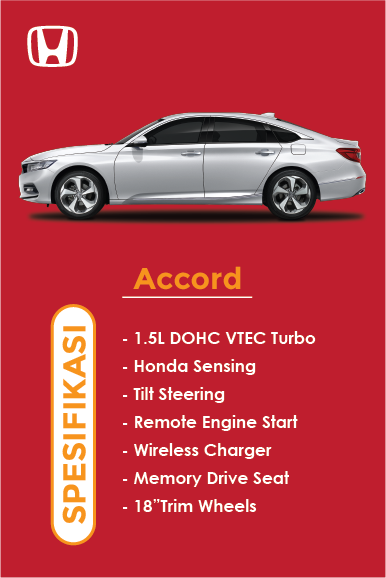 Accord
SPESIFIKASI
- 1.5L DOHC VTEC Turbo
- Honda Sensing
- Tilt Steering
- Remote Engine Start
- Wireless Charger
- Memory Drive Seat
- 18”Trim Wheels